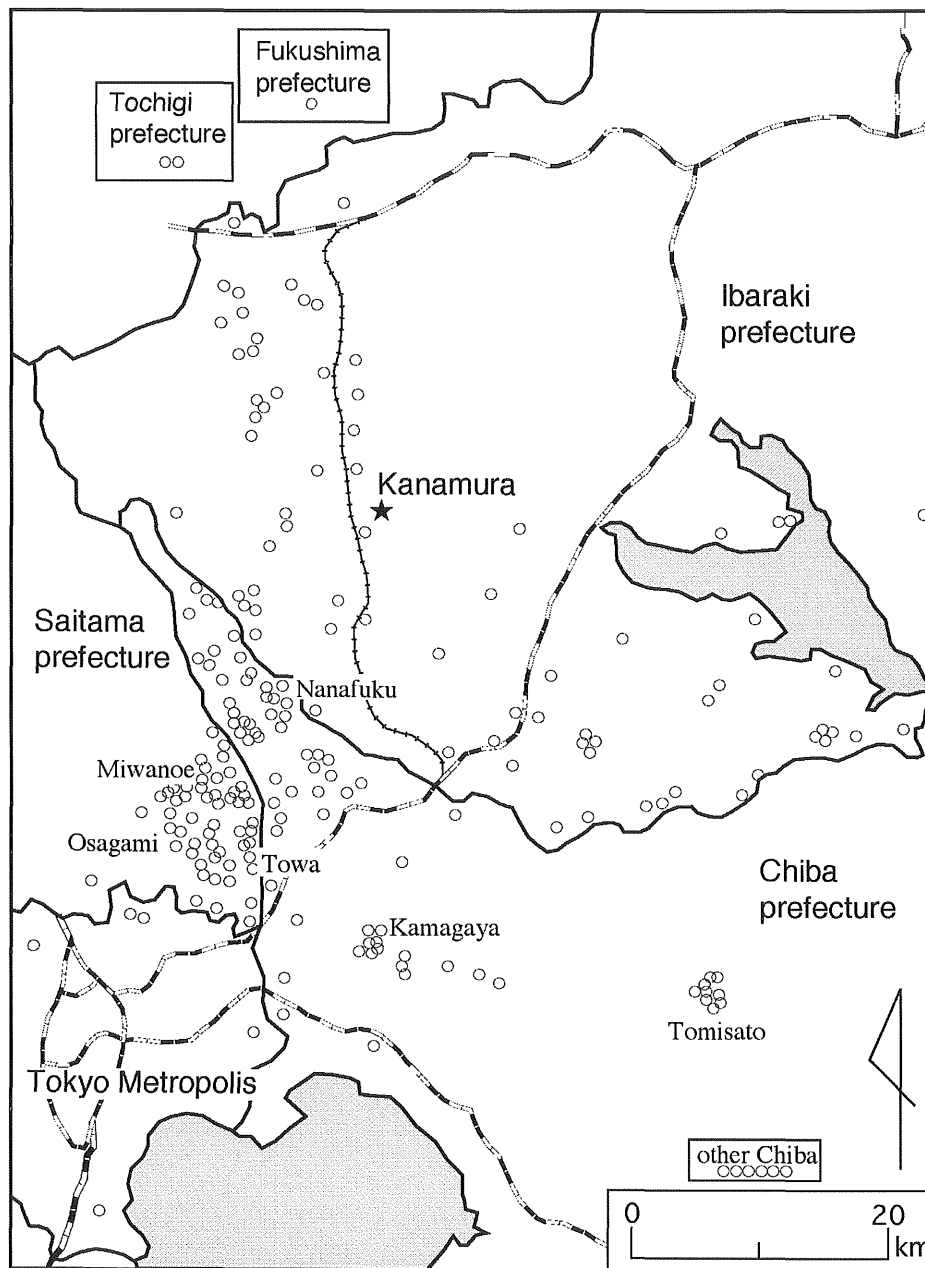 Fukushima
prefecture
Tochigi
prefecture
Ibaraki
prefecture
Kanamura
Saitama
prefecture
Nanafuku
Miwanoe
Osagami
Towa
Chiba
prefecture
Kamagaya
Tomisato
Tokyo Metropolis
other Chiba
0 20
km